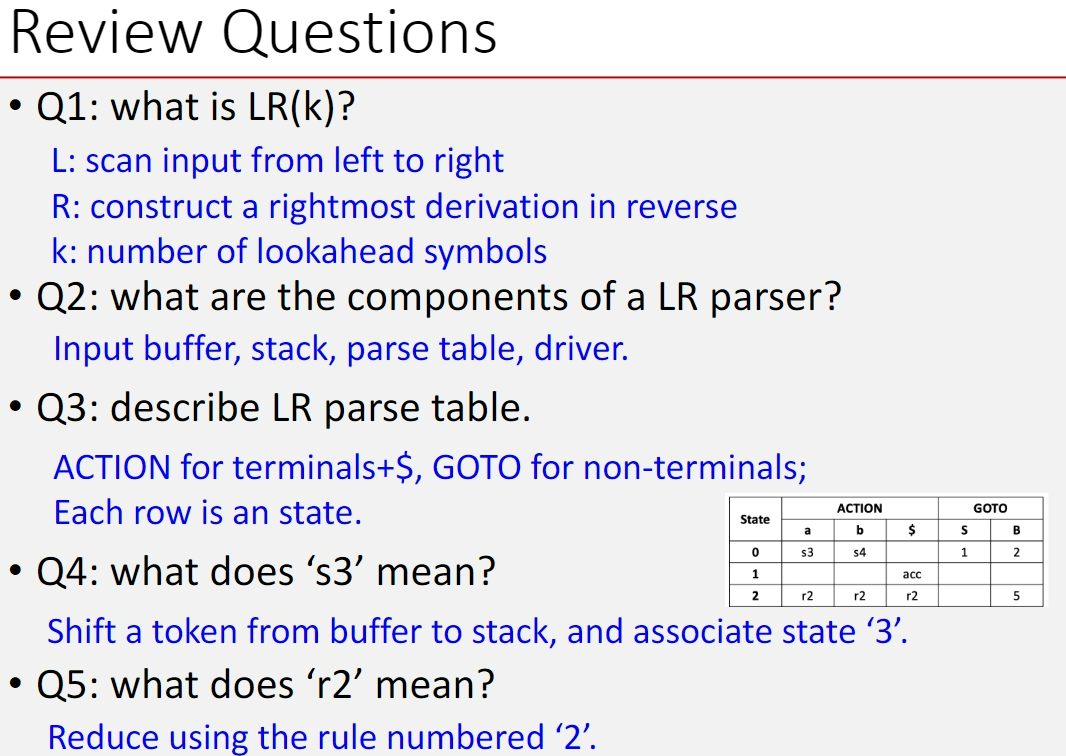 Review Questions
• Q1: what is LR(k)?
L: scan input from left to right
R: construct a rightmost derivation in reverse
k: number of lookahead symbols
• Q2: what are the components of a LR parser?
Input buffer, stack, parse table, driver.
• Q3: describe LR parse table.
ACTION for terminals+$, GOTO for non-terminals;
Each row is an state.
State ACTION GOTO
a b $ S B
0 s3 s4 1 2
1 acc
2 r2 r2 r2 5
• Q4: what does ‘s3’ mean?
Shift a token from buffer to stack, and associate state ‘3’.
• Q5: what does ‘r2’ mean?
Reduce using the rule numbered ‘2’.